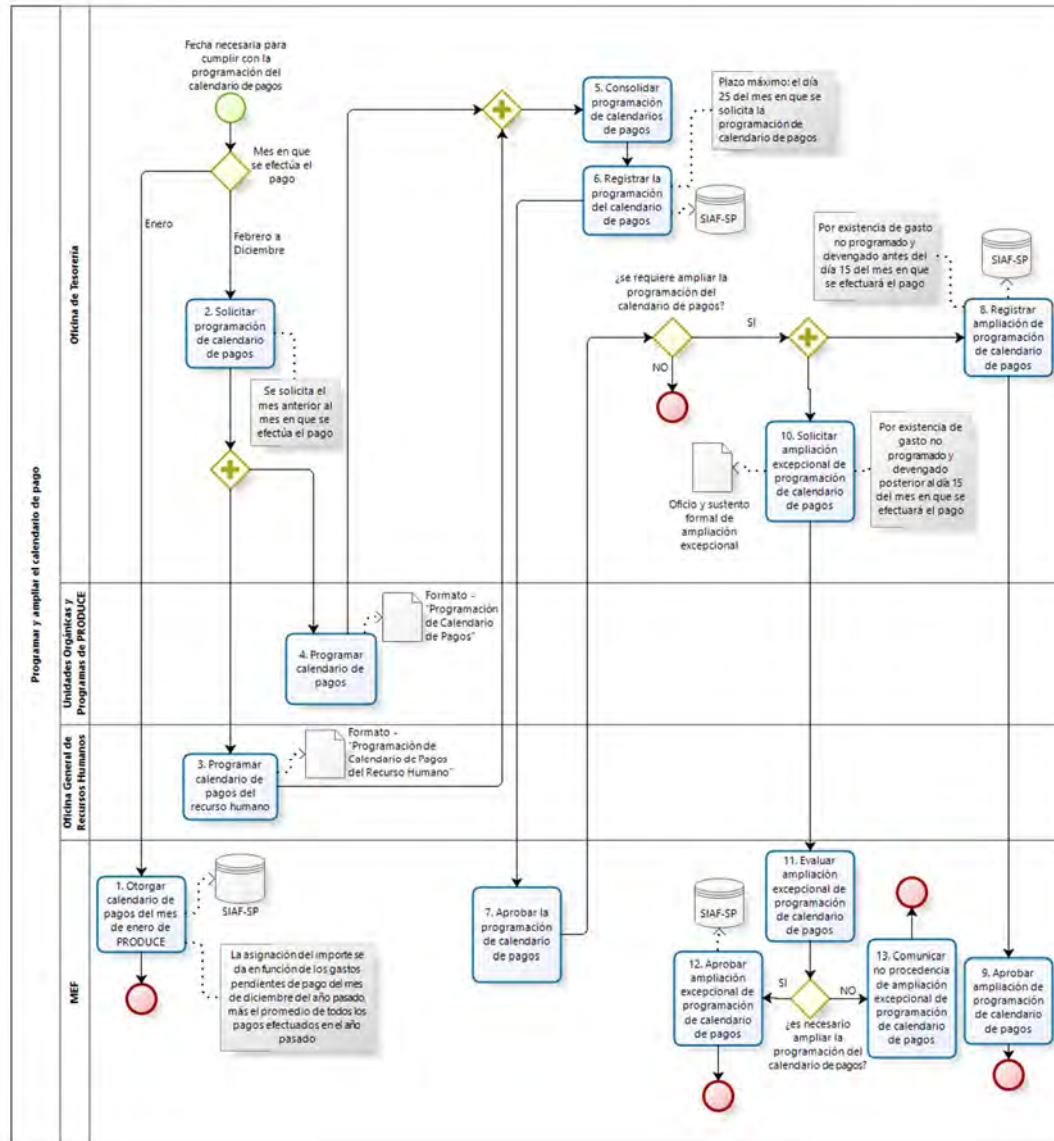 Programar y ampliar el calendario de pago
Oficina de Tesorería
Fecha necesaria para
cumplir con la
programación del
calendario de pagos
Mes en que
se efectúa el
pago
Enero
Febrero a
Diciembre
2. Solicitar
programación
de calendario
de pagos
Se solicita el
mes anterior al
mes en que se
efectúa el pago
5. Consolidar
programación
de calendarios
de pagos
6. Registrar la
programación
del calendario
de pagos
Plazo máximo: el día
25 del mes en que se
solicita la
programación de
calendario de pagos
SIAF-SP
¿se requiere ampliar la
programación del
calendario de pagos?
SI
NO
Por existencia de gasto
no programado y
devengado antes del
día 15 del mes en que
se efectuará el pago
SIAF-SP
8. Registrar
ampliación de
programación
de calendario
de pagos
10. Solicitar
ampliación
excepcional de
programación
de calendario
de pagos
Oficio y sustento
formal de
ampliación
excepcional
Por existencia de
gasto no
programado y
devengado
posterior al día 15
del mes en que se
efectuará el pago
Unidades Orgánicas y
Programas de PRODUCE
4. Programar
calendario de
pagos
Formato -
"Programación
de Calendario
de Pagos"
Oficina General de
Recursos Humanos
3. Programar
calendario de
pagos del
recurso humano
Formato -
"Programación de
Calendario de Pagos
del Recurso Humano"
MEF
1. Otorgar
calendario de
pagos del mes
de enero de
PRODUCE
SIAF-SP
La asignación del importe se
da en función de los gastos
pendientes de pago del mes
de diciembre del año pasado,
más el promedio de todos los
pagos efectuados en el año
pasado
7. Aprobar la
programación
de calendario
de pagos
11. Evaluar
ampliación
excepcional de
programación
de calendario
de pagos
SIAF-SP
12. Aprobar
ampliación
excepcional de
programación
de calendario
de pagos
SI
NO
¿es necesario
ampliar la
programación del
calendario de pagos?
13. Comunicar
no procedencia
de ampliación
excepcional de
programación
de calendario
de pagos
9. Aprobar
ampliación de
programación
de calendario
de pagos